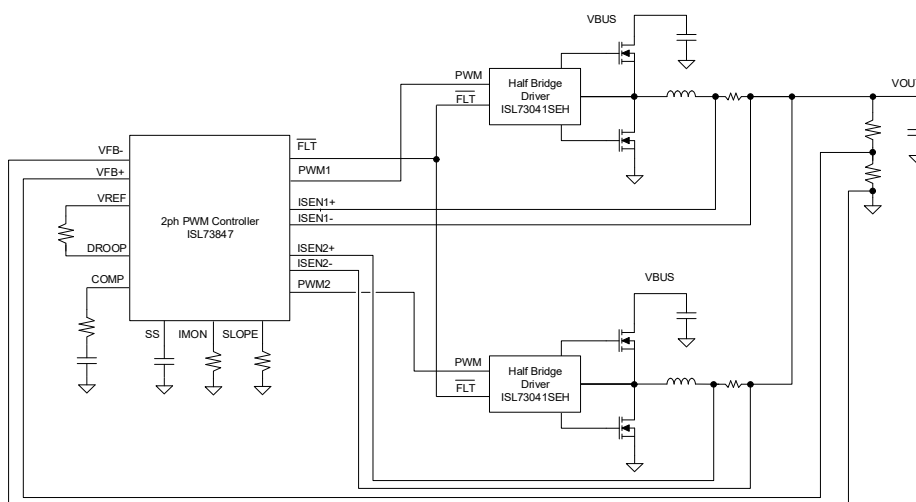 VBUS
PWM
FLT
Half Bridge
Driver
ISL73041SEH
VOUT
VFB-
VFB+
VREF
DROOP
COMP
2ph PWM Controller
ISL73847
FLT
PWM1
ISEN1+
ISEN1-
ISEN2+
ISEN2-
PWM2
SS
IMON
SLOPE
VBUS
PWM
FLT
Half Bridge
Driver
ISL73041SEH